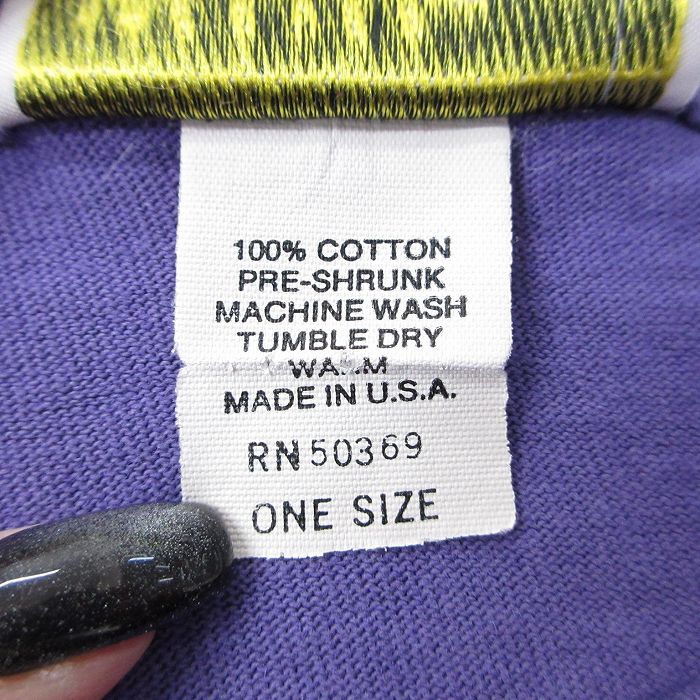 100% COTTON
PRE-SHRUNK
MACHINE WASH
TUMBLE DRY
MADE IN U.S.A.
RN 50369
ONE SIZE